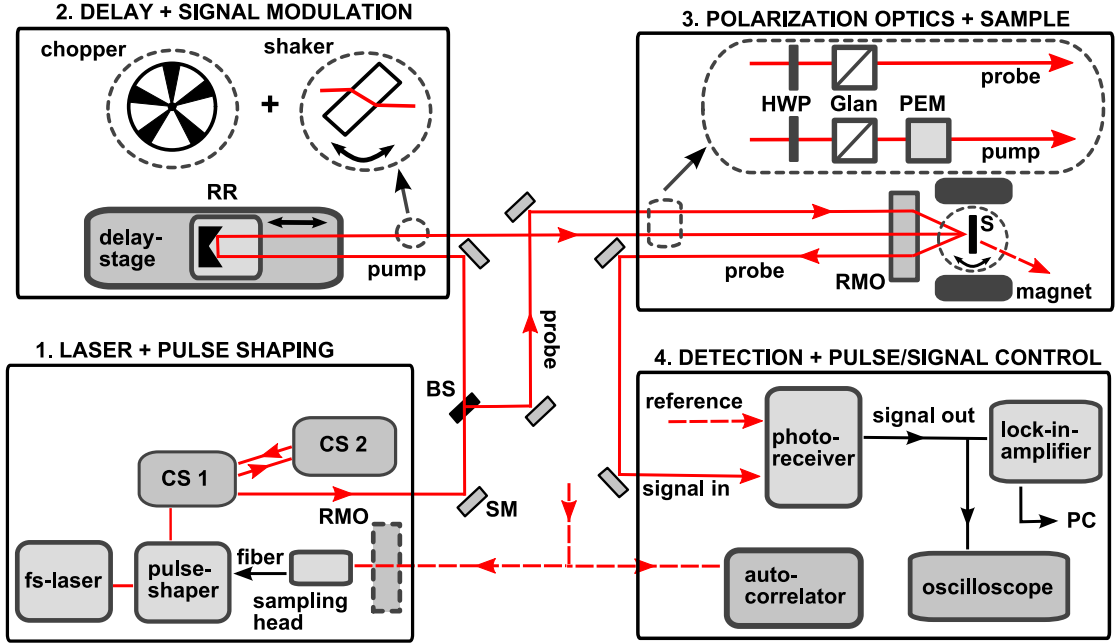 2. DELAY + SIGNAL MODULATION
chopper
shaker
+
RR
delay-
stage
pump
3. POLARIZATION OPTICS + SAMPLE
probe
HWP
Glan
PEM
pump
S
probe
RMO
magnet
probe
BS
1. LASER + PULSE SHAPING
CS 2
CS 1
SM
RMO
fs-laser
pulse-
shaper
fiber
sampling
head
4. DETECTION + PULSE/SIGNAL CONTROL
reference
photo-
receiver
signal out
lock-in-
amplifier
signal in
PC
auto-
correlator
oscilloscope